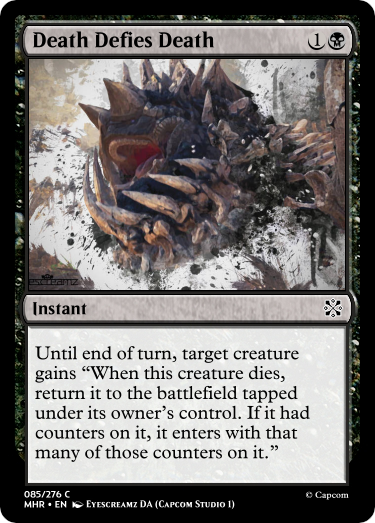 Death Defies Death 1
Instant
Until end of turn, target creature
gains “When this creature dies,
return it to the battlefield tapped
under its owner’s control. If it had
counters on it, it enters with that
many of those counters on it.”
085/276 C
MHR • EN Eyescreamz DA (Capcom Studio 1)
© Capcom